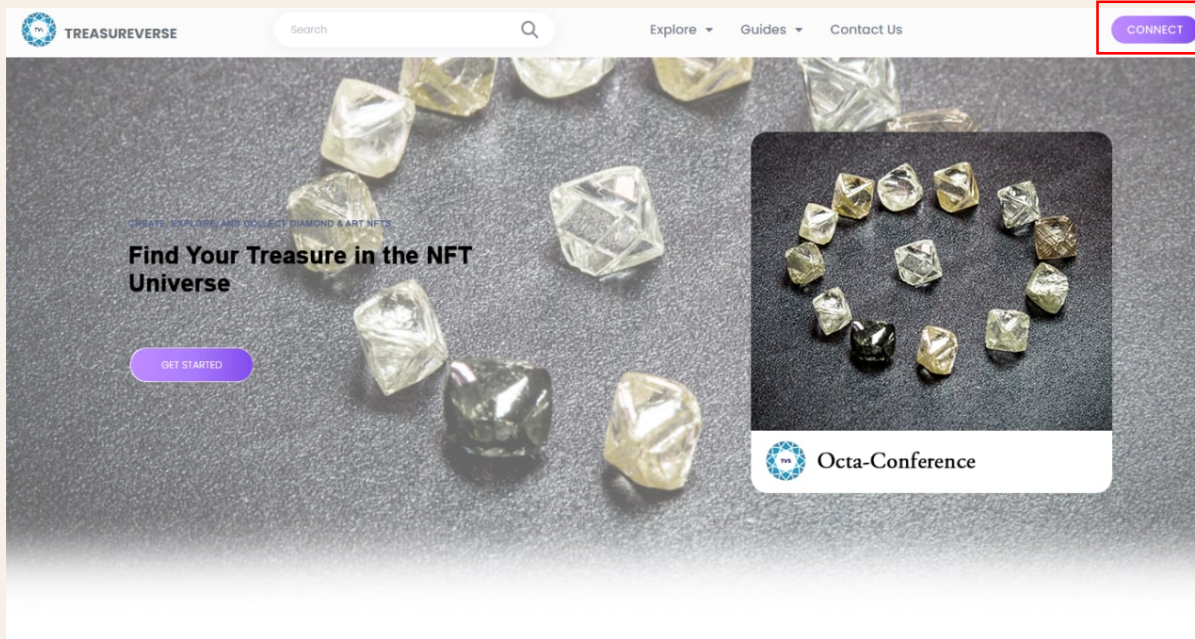 TREASUREVERSE
Search
Explore
Guides
Contact Us
CONNECT
CREATE, EXPLORE, AND COLLECT DIAMOND & ART NFTS
Find Your Treasure in the NFT
Universe
GET STARTED
TVS
Octa-Conference